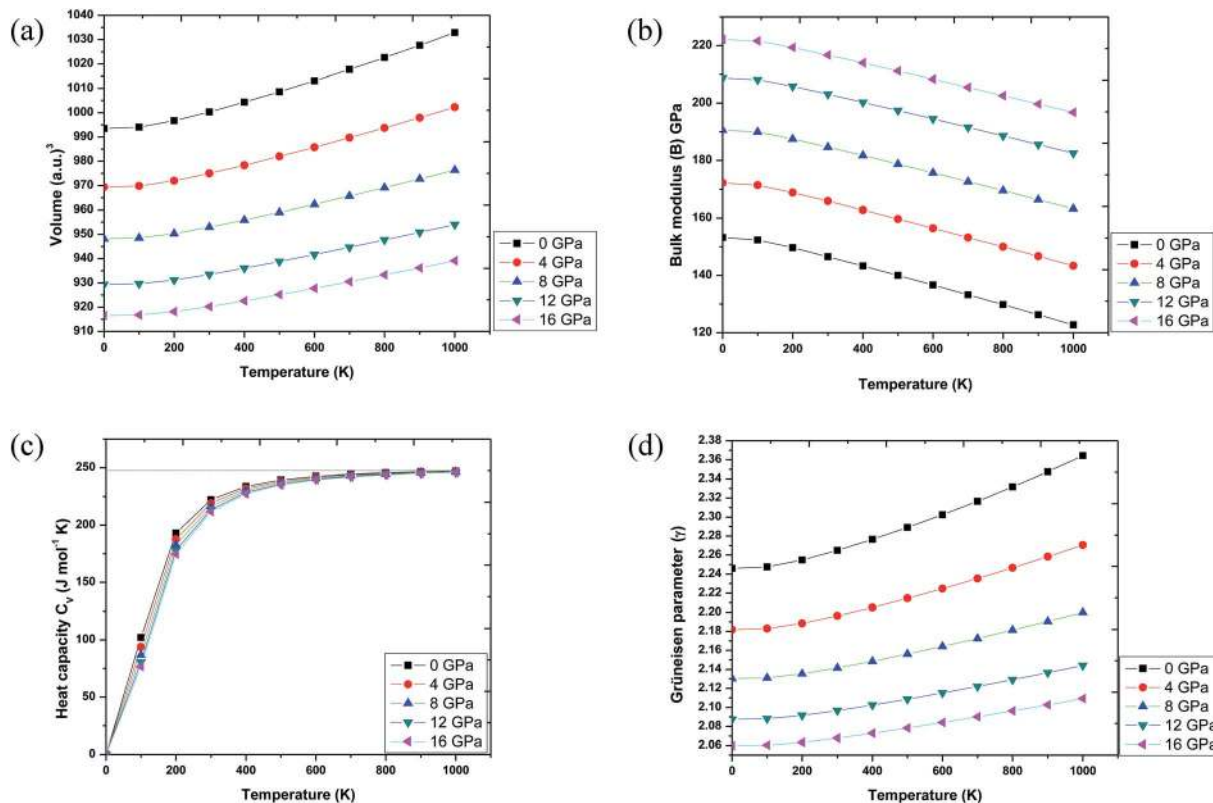 (a)
1040
1030
1020
1010
1000
990
980
970
960
950
940
930
920
910
Volume (a.u.)³
0 200 400 600 800 1000
Temperature (K)
0 GPa
4 GPa
8 GPa
12 GPa
16 GPa
(b)
220
200
180
160
140
120
Bulk modulus (B) GPa
0 200 400 600 800 1000
Temperature (K)
0 GPa
4 GPa
8 GPa
12 GPa
16 GPa
(c)
250
200
150
100
50
0
Heat capacity Cᵥ (J mol⁻¹ K)
0 200 400 600 800 1000
Temperature (K)
0 GPa
4 GPa
8 GPa
12 GPa
16 GPa
(d)
2.38
2.36
2.34
2.32
2.30
2.28
2.26
2.24
2.22
2.20
2.18
2.16
2.14
2.13
2.10
2.08
2.06
Grüneisen parameter (γ)
0 200 400 600 800 1000
Temperature (K)
0 GPa
4 GPa
8 GPa
12 GPa
16 GPa